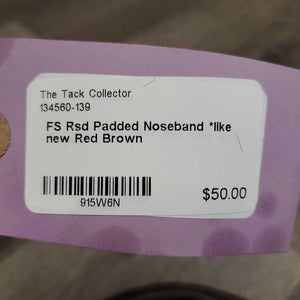 The Tack Collector
134560-139
FS Rsd Padded Noseband *like
new Red Brown
915W6N
$50.00